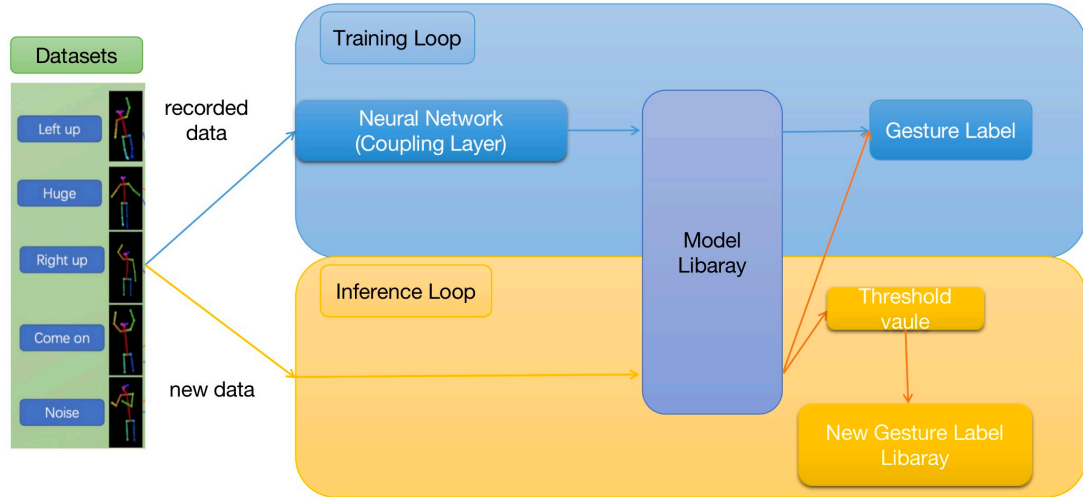 Datasets
Left up
Huge
Right up
Come on
Noise
recorded
data
new data
Training Loop
Neural Network
(Coupling Layer)
Model
Libaray
Gesture Label
Inference Loop
Threshold
vaule
New Gesture Label
Libaray